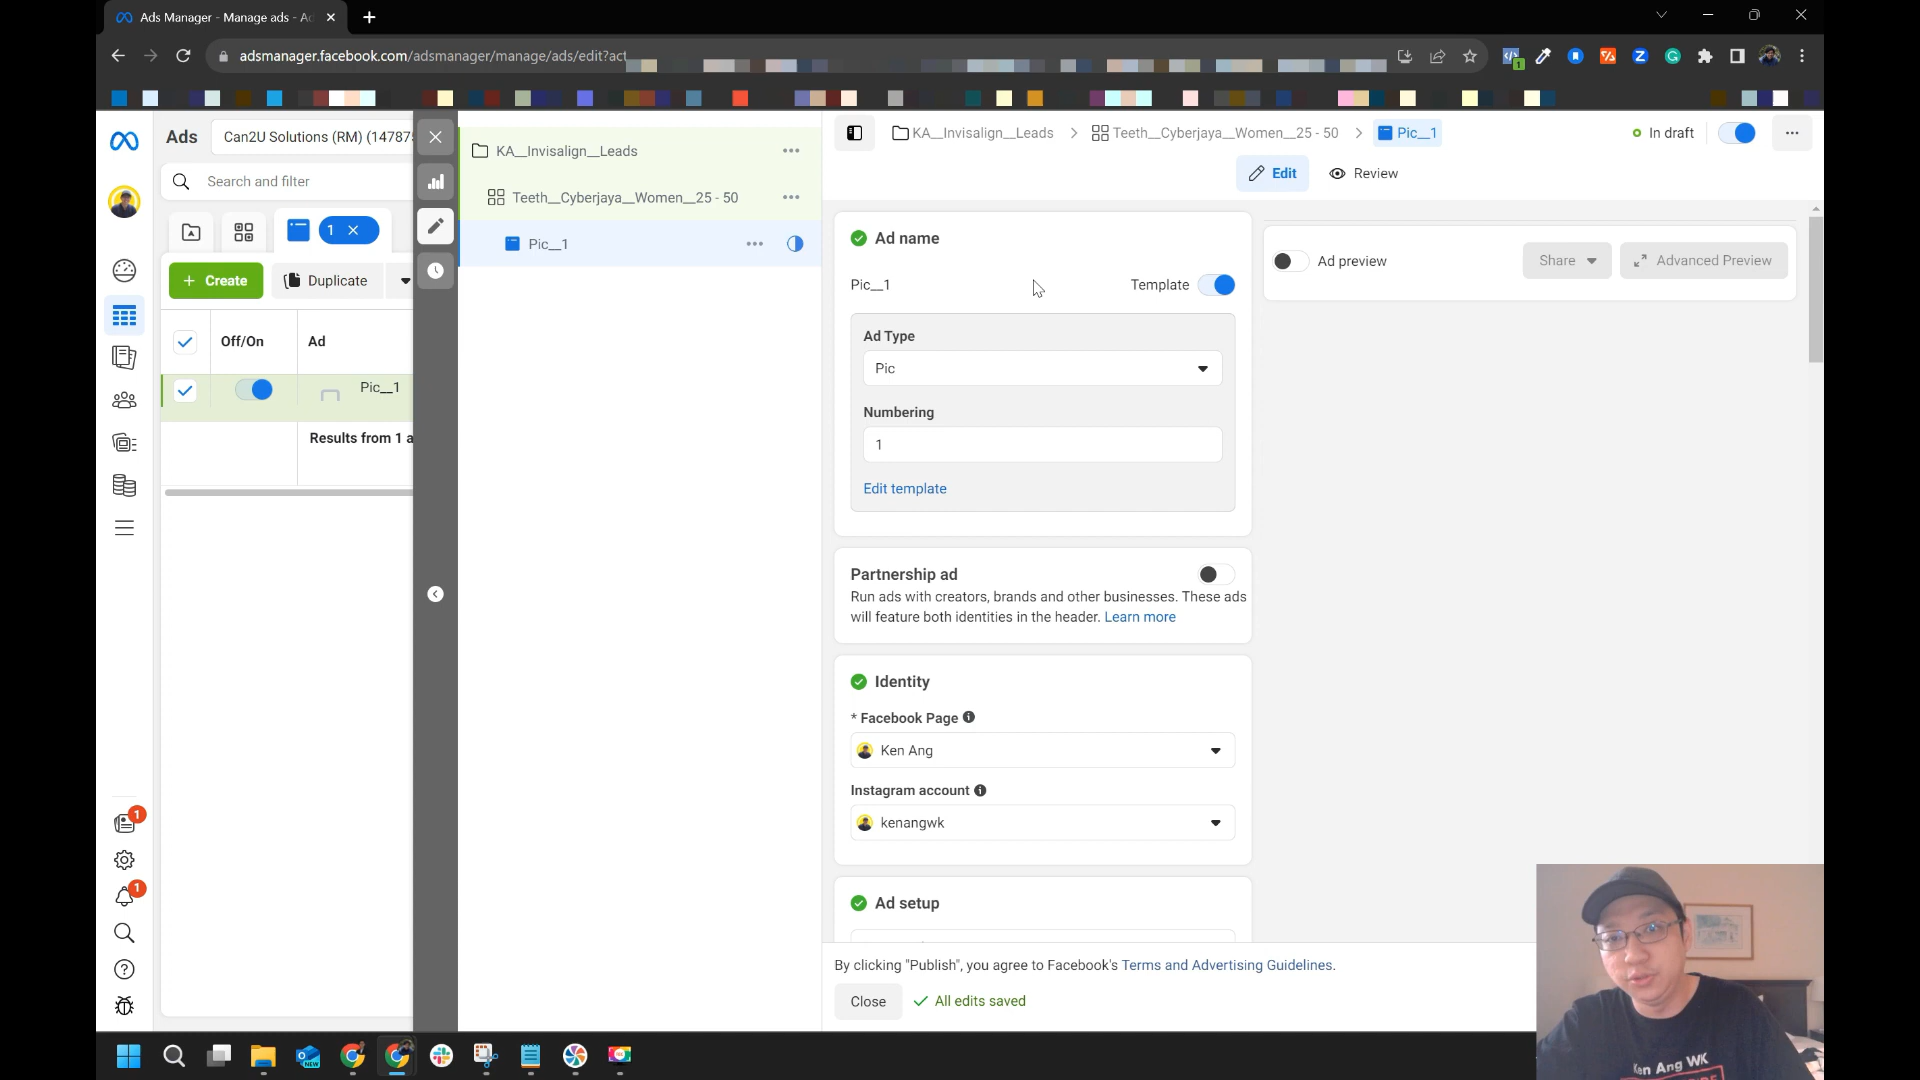 Ads Manager - Manage ads - Ac
adsmanager.facebook.com/adsmanager/manage/ads/edit?act
1
Ads
Can2U Solutions (RM) (14787
Search and filter
1
Create
Duplicate
Off/On
Ad
Pic__1
Results from 1 a
1
1
KA__Invisalign__Leads
Teeth__Cyberjaya__Women__25 - 50
Pic__1
KA__Invisalign__Leads
Teeth__Cyberjaya__Women__25 - 50
Pic__1
In draft
Edit
Review
Ad name
Pic__1
Template
Ad Type
Pic
Numbering
1
Edit template
Partnership ad
Run ads with creators, brands and other businesses. These ads
will feature both identities in the header. Learn more
Identity
* Facebook Page
Ken Ang
Instagram account
kenangwk
Ad setup
Ad preview
Share
Advanced Preview
By clicking "Publish", you agree to Facebook's Terms and Advertising Guidelines.
Close
All edits saved
Ken Ang WK